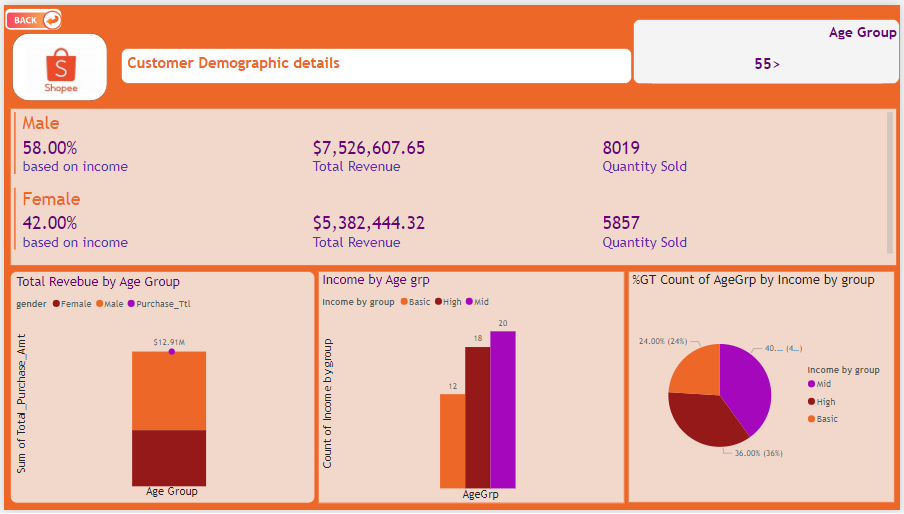 BACK
S
Shopee
Customer Demographic details
Age Group
55>
Male
58.00%
$7,526,607.65
8019
based on income
Total Revenue
Quantity Sold
Female
42.00%
$5,382,444.32
5857
based on income
Total Revenue
Quantity Sold
Total Revebue by Age Group
gender Female Male Purchase_Ttl
Sum of Total_Purchase_Amt
$12.91M
Age Group
Income by Age grp
Income by group Basic High Mid
Count of Income by group
12
18
20
AgeGrp
%GT Count of AgeGrp by Income by group
24.00% (24%)
40.... (4...)
36.00% (36%)
Income by group
Mid
High
Basic